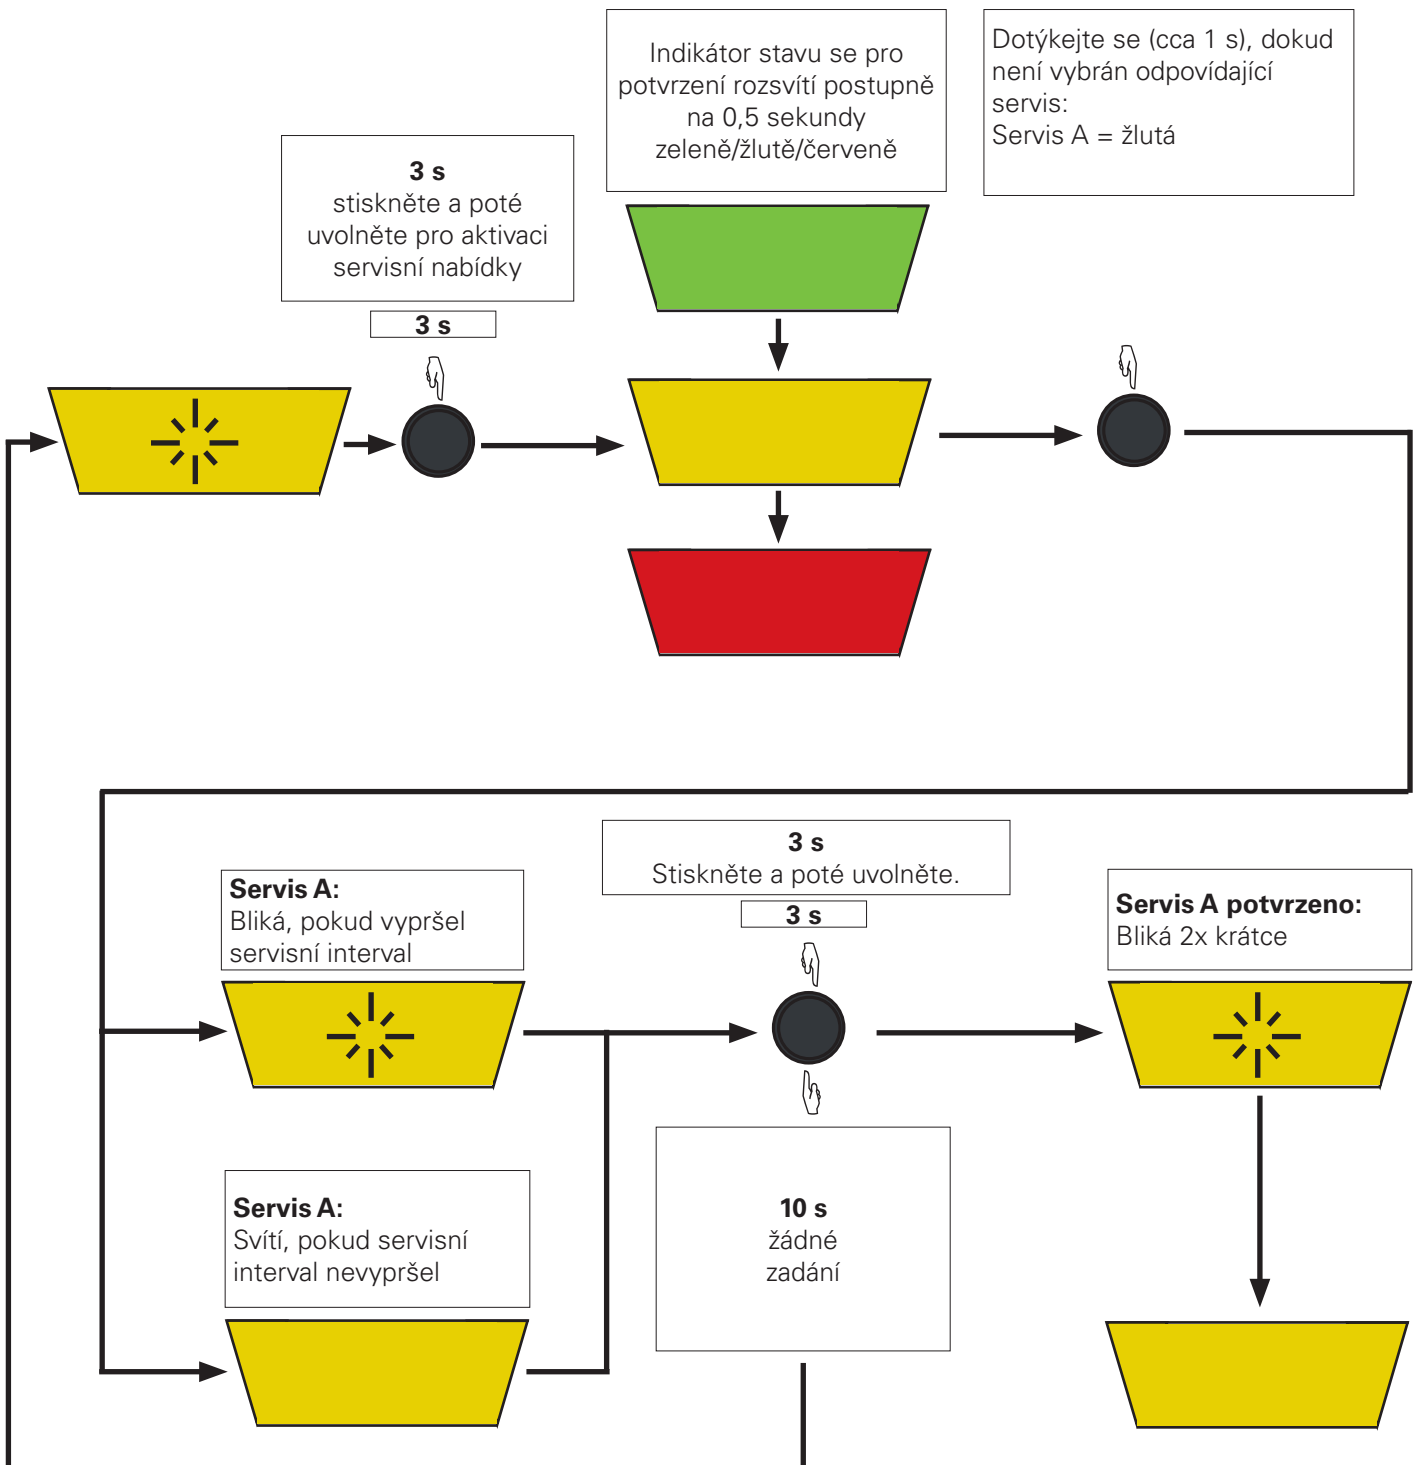 Indikátor stavu se pro
potvrzení rozsvítí postupně
na 0,5 sekundy
zeleně/žlutě/červeně
Dotýkejte se (cca 1 s), dokud
není vybrán odpovídající
servis:
Servis A = žlutá
3 s
stiskněte a poté
uvolněte pro aktivaci
servisní nabídky
3 s
3 s
Stiskněte a poté uvolněte.
3 s
Servis A:
Bliká, pokud vypršel
servisní interval
Servis A potvrzeno:
Bliká 2x krátce
Servis A:
Svítí, pokud servisní
interval nevypršel
10 s
žádné
zadání